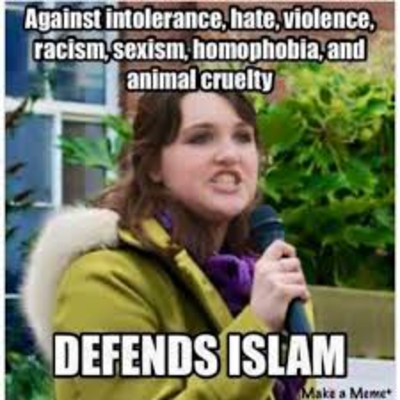 Against intolerance, hate, violence,
racism, sexism, homophobia, and
animal cruelty
DEFENDS ISLAM
Make a Meme+